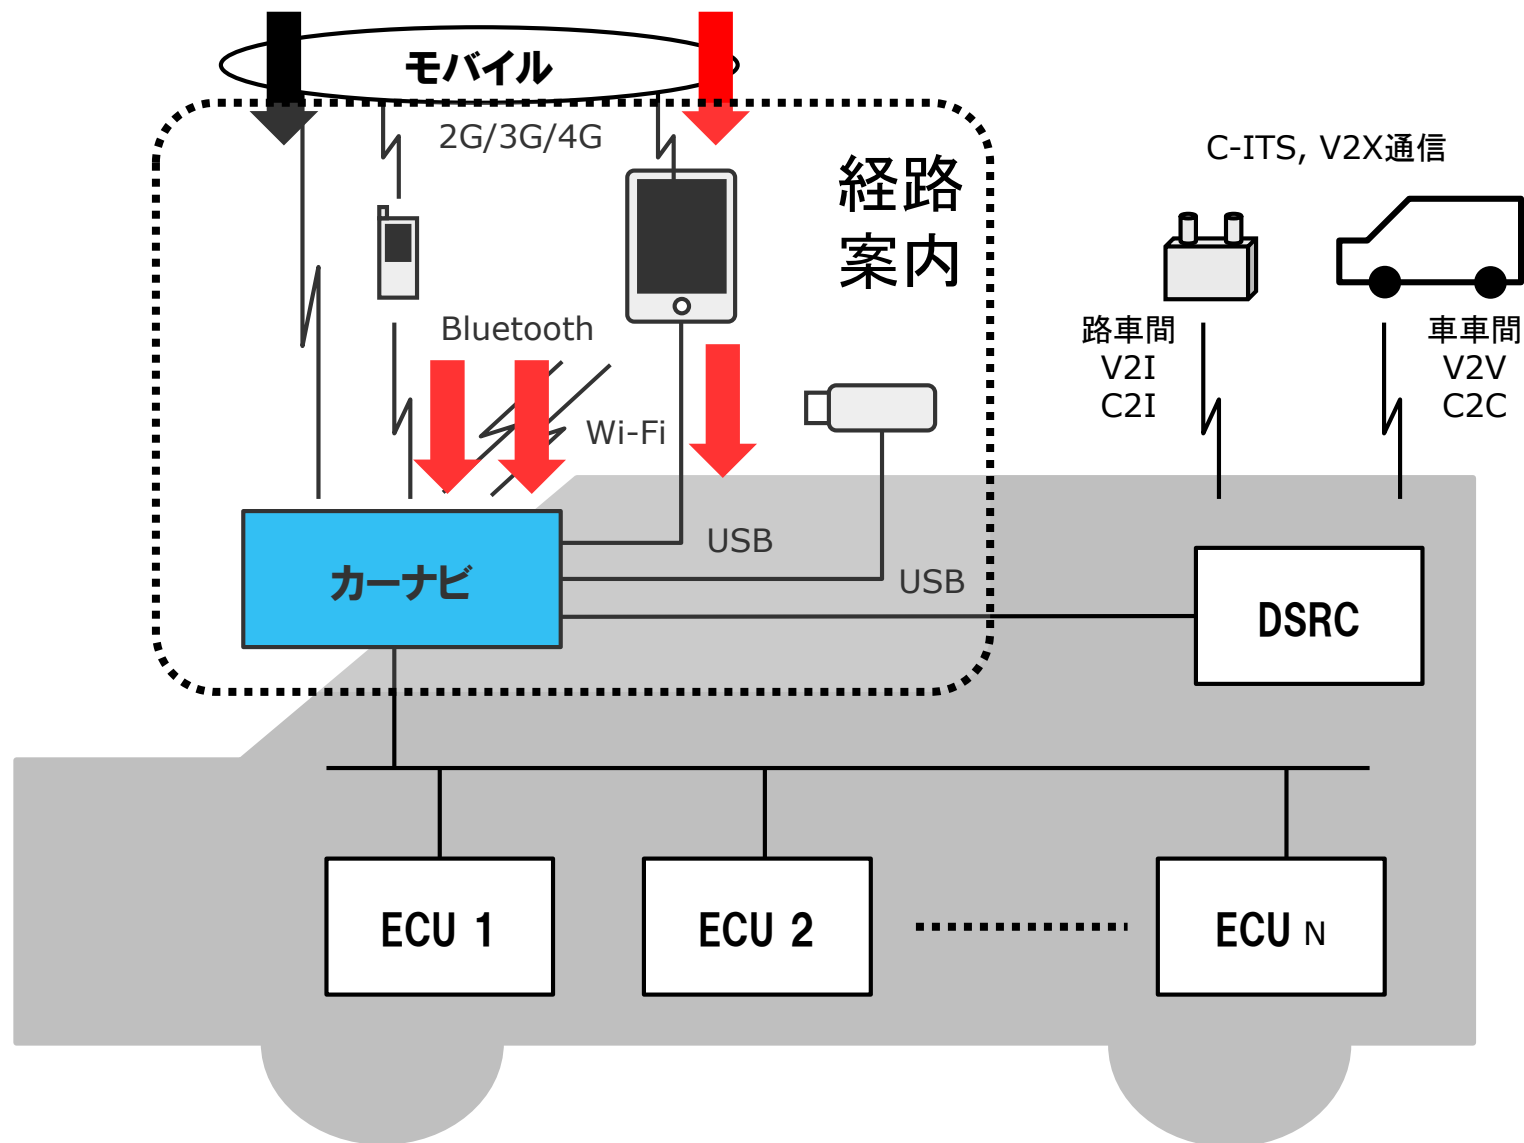 モバイル
2G/3G/4G
経路
案内
C-ITS, V2X通信
Bluetooth
Wi-Fi
路車間
V2I
C2I
車車間
V2V
C2C
USB
USB
カーナビ
DSRC
ECU 1
ECU 2
ECU N